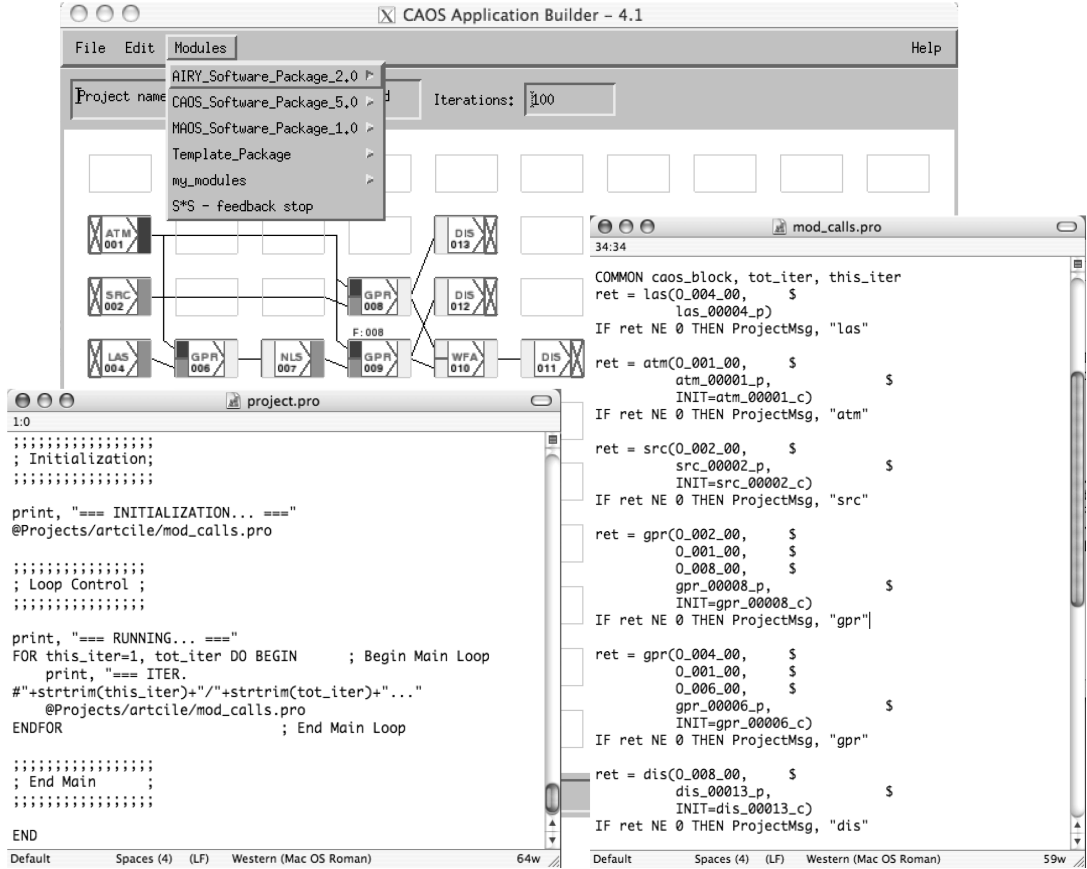 CAOS Application Builder – 4.1
File Edit Modules Help
Project name
Iterations: 100
AIRY_Software_Package_2.0
CAOS_Software_Package_5.0
MAOS_Software_Package_1.0
Template_Package
my_modules
S*S - feedback stop
ATM 001
DIS 013
SRC 002
GPR 008
DIS 012
F:008
LAS 004
GPR 006
NLS 007
GPR 009
WFA 010
DIS 011
project.pro
1:0
;;;;;;;;;;;;;;;;;
; Initialization;
;;;;;;;;;;;;;;;;;
print, "=== INITIALIZATION... ==="
@Projects/artcile/mod_calls.pro
;;;;;;;;;;;;;;;;
; Loop Control ;
;;;;;;;;;;;;;;;;
print, "=== RUNNING... ==="
FOR this_iter=1, tot_iter DO BEGIN ; Begin Main Loop
print, "=== ITER.
#"+strtrim(this_iter)+"/"+strtrim(tot_iter)+"..."
@Projects/artcile/mod_calls.pro
ENDFOR ; End Main Loop
;;;;;;;;;;;;;;;;;
; End Main ;
;;;;;;;;;;;;;;;;;
END
Default Spaces (4) (LF) Western (Mac OS Roman) 64w
mod_calls.pro
34:34
COMMON caos_block, tot_iter, this_iter
ret = las(O_004_00, $
las_00004_p)
IF ret NE 0 THEN ProjectMsg, "las"
ret = atm(O_001_00, $
atm_00001_p, $
INIT=atm_00001_c)
IF ret NE 0 THEN ProjectMsg, "atm"
ret = src(O_002_00, $
src_00002_p, $
INIT=src_00002_c)
IF ret NE 0 THEN ProjectMsg, "src"
ret = gpr(O_002_00, $
O_001_00, $
O_008_00, $
gpr_00008_p, $
INIT=gpr_00008_c)
IF ret NE 0 THEN ProjectMsg, "gpr"
ret = gpr(O_004_00, $
O_001_00, $
O_006_00, $
gpr_00006_p, $
INIT=gpr_00006_c)
IF ret NE 0 THEN ProjectMsg, "gpr"
ret = dis(O_008_00, $
dis_00013_p, $
INIT=dis_00013_c)
IF ret NE 0 THEN ProjectMsg, "dis"
Default Spaces (4) (LF) Western (Mac OS Roman) 59w